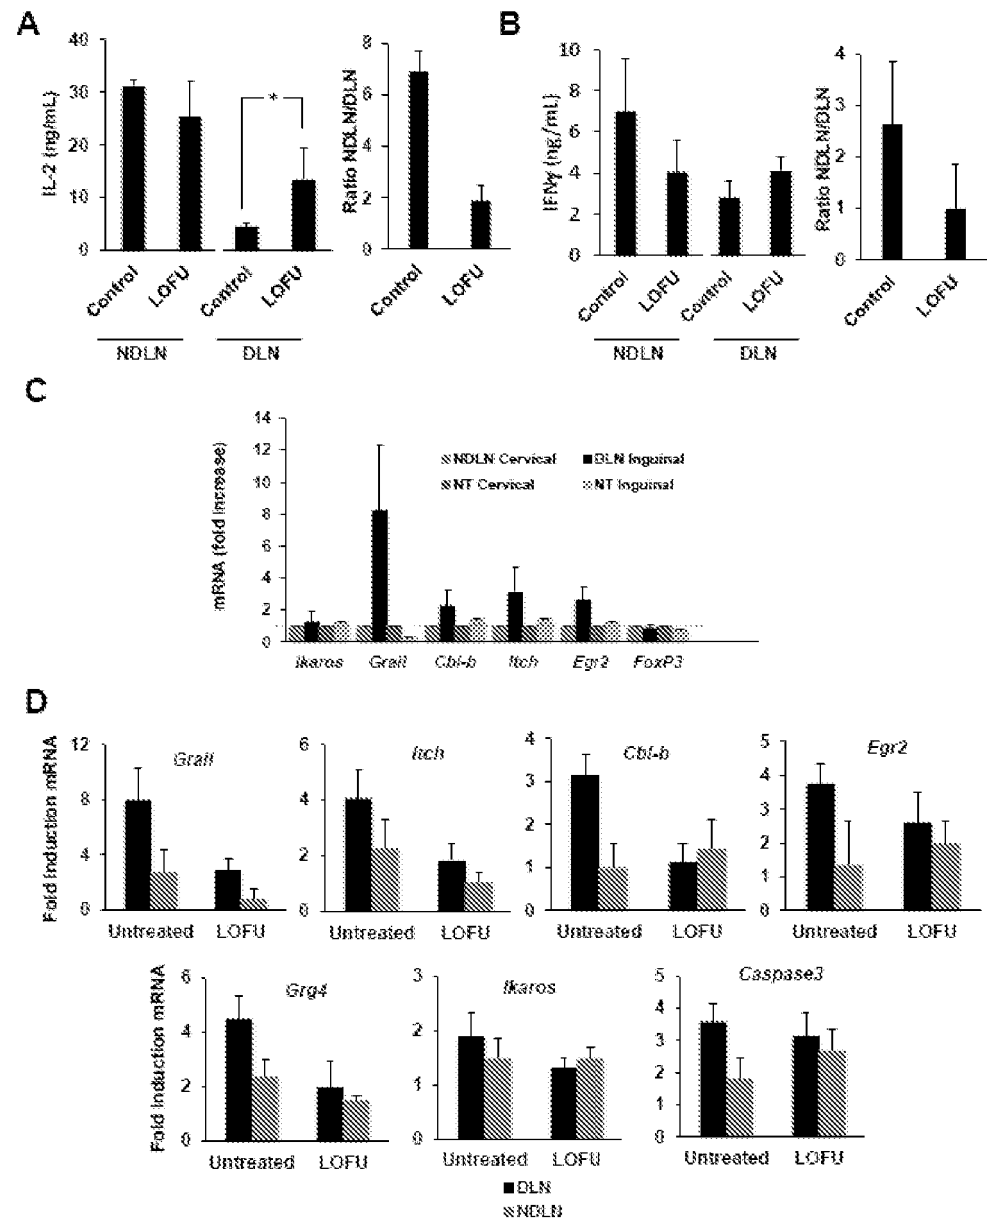 A
IL-2 (ng/mL)
40
30
20
10
0
Control
LOFU
Control
LOFU
NDLN
DLN
*
Ratio NDLN/DLN
8
6
4
2
0
Control
LOFU
B
IFNγ (ng/mL)
10
8
6
4
2
0
Control
LOFU
Control
LOFU
NDLN
DLN
Ratio NDLN/DLN
4
3
2
1
0
Control
LOFU
C
mRNA (fold increase)
14
12
10
8
6
4
2
0
NDLN Cervical
DLN Inguinal
NT Cervical
NT Inguinal
Ikaros
Grail
Cbl-b
Itch
Egr2
FoxP3
D
Fold Induction mRNA
12
8
4
0
Grail
Untreated LOFU
6
4
2
0
Itch
Untreated LOFU
4
3
2
1
0
Cbl-b
Untreated LOFU
5
4
3
2
1
0
Egr2
Untreated LOFU
Fold Induction mRNA
6
4
2
0
Grg4
Untreated LOFU
3
2
1
0
Ikaros
Untreated LOFU
5
4
3
2
1
0
Caspase3
Untreated LOFU
DLN
NDLN